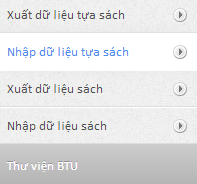 Xuất dữ liệu tựa sách
Nhập dữ liệu tựa sách
Xuất dữ liệu sách
Nhập dữ liệu sách
Thư viện BTU